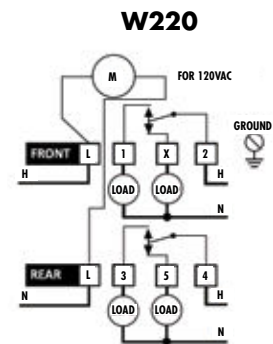 W220
M FOR 120VAC
GROUND
FRONT L 1 X 2
H LOAD LOAD H
N
REAR L 3 5 4
N LOAD LOAD H
N